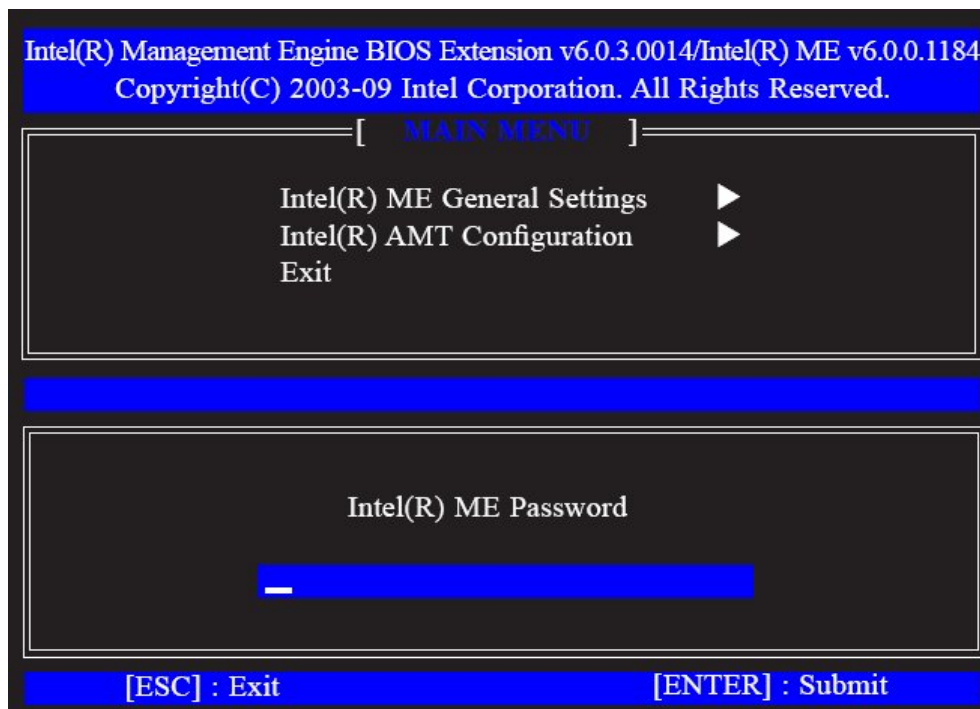 Intel(R) Management Engine BIOS Extension v6.0.3.0014/Intel(R) ME v6.0.0.1184
Copyright(C) 2003-09 Intel Corporation. All Rights Reserved.
[ MAIN MENU ]
Intel(R) ME General Settings ▶
Intel(R) AMT Configuration ▶
Exit
Intel(R) ME Password
[ESC] : Exit [ENTER] : Submit